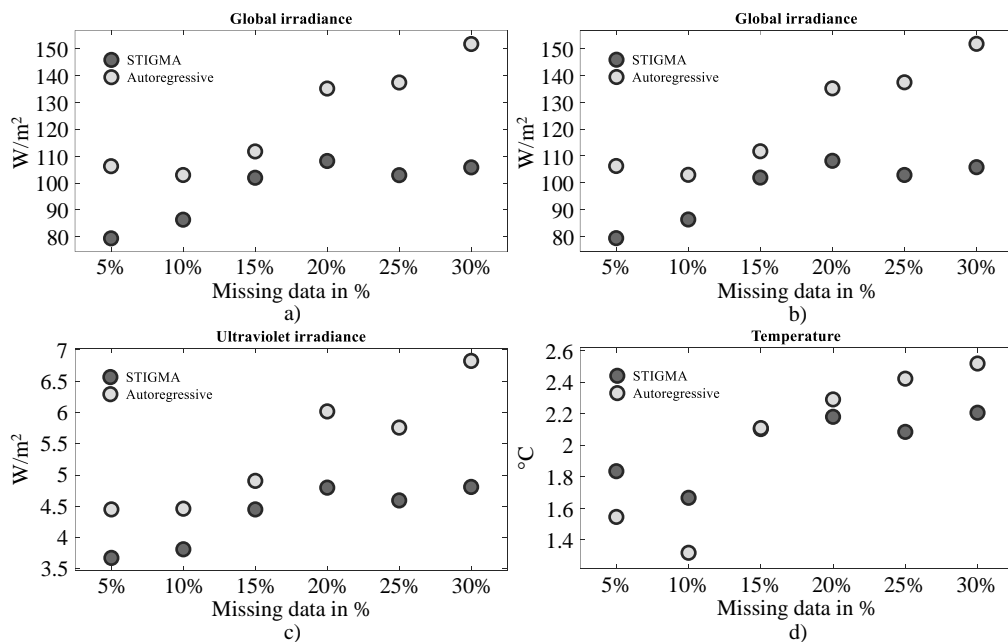 Global irradiance
150
140
130
120
110
100
90
80
W/m²
STIGMA
Autoregressive
5% 10% 15% 20% 25% 30%
Missing data in %
a)
Global irradiance
150
140
130
120
110
100
90
80
W/m²
STIGMA
Autoregressive
5% 10% 15% 20% 25% 30%
Missing data in %
b)
Ultraviolet irradiance
7
6
5.5
5
4.5
4
3.5
W/m²
STIGMA
Autoregressive
5% 10% 15% 20% 25% 30%
Missing data in %
c)
Temperature
2.6
2.4
2.2
2
1.8
1.6
1.4
°C
STIGMA
Autoregressive
5% 10% 15% 20% 25% 30%
Missing data in %
d)